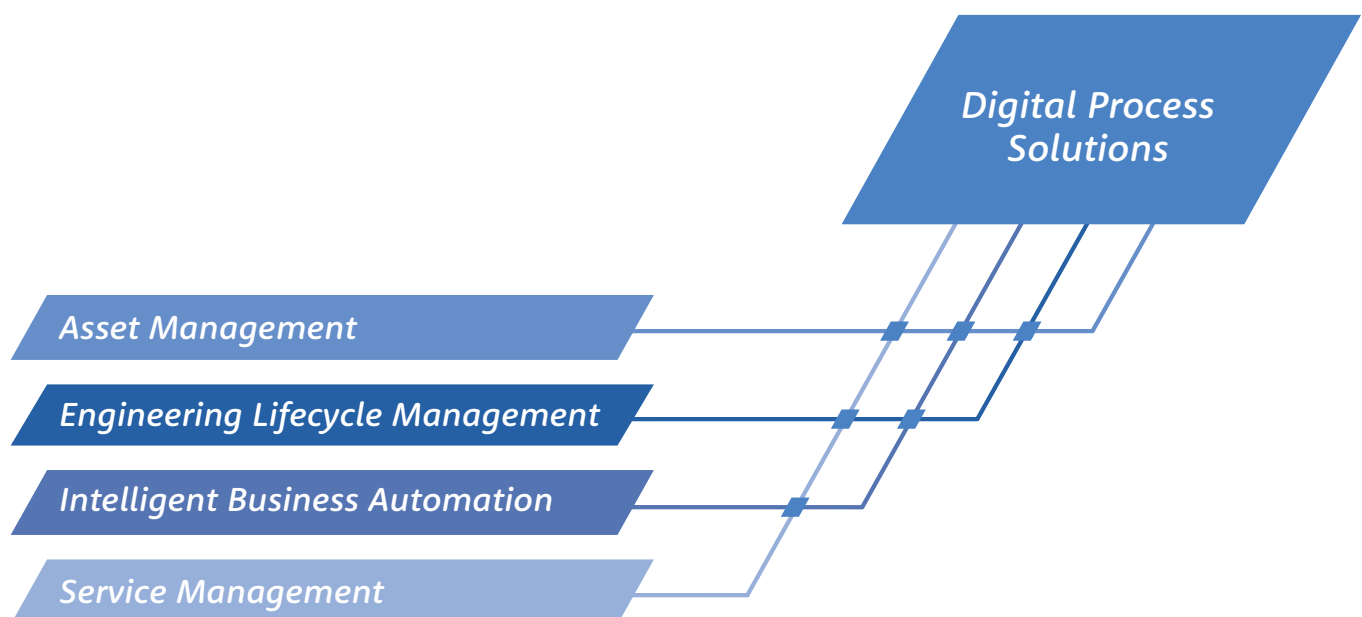 Digital Process
Solutions
Asset Management
Engineering Lifecycle Management
Intelligent Business Automation
Service Management